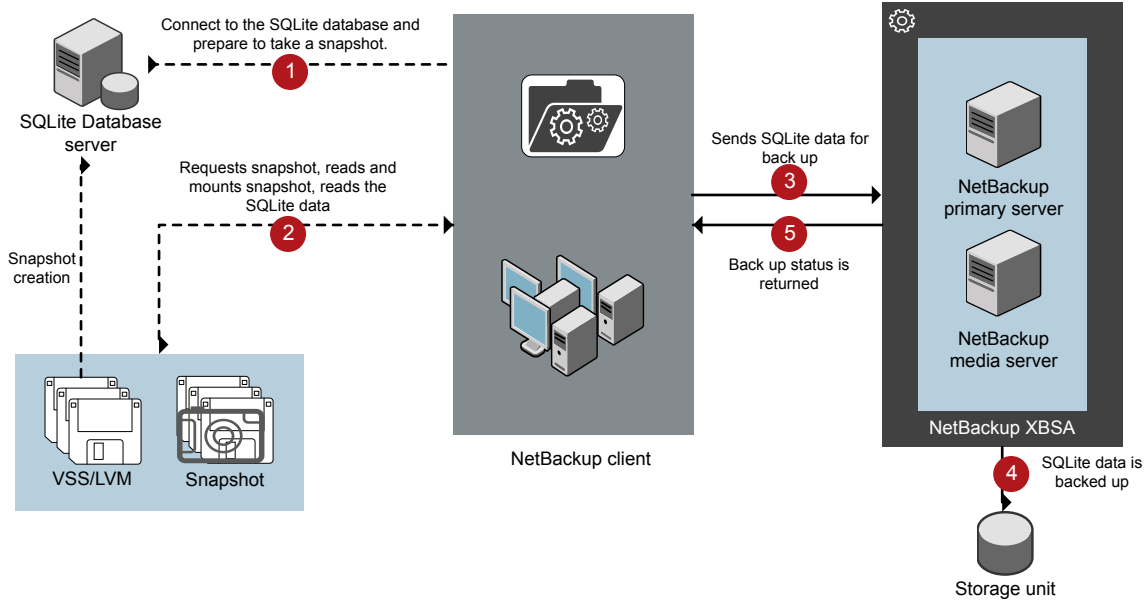 Connect to the SQLite database and
prepare to take a snapshot.
1
SQLite Database
server
Requests snapshot, reads and
mounts snapshot, reads the
SQLite data
2
Snapshot
creation
VSS/LVM
Snapshot
NetBackup client
Sends SQLite data for
back up
3
5
Back up status is
returned
NetBackup
primary server
NetBackup
media server
NetBackup XBSA
4
SQLite data is
backed up
Storage unit